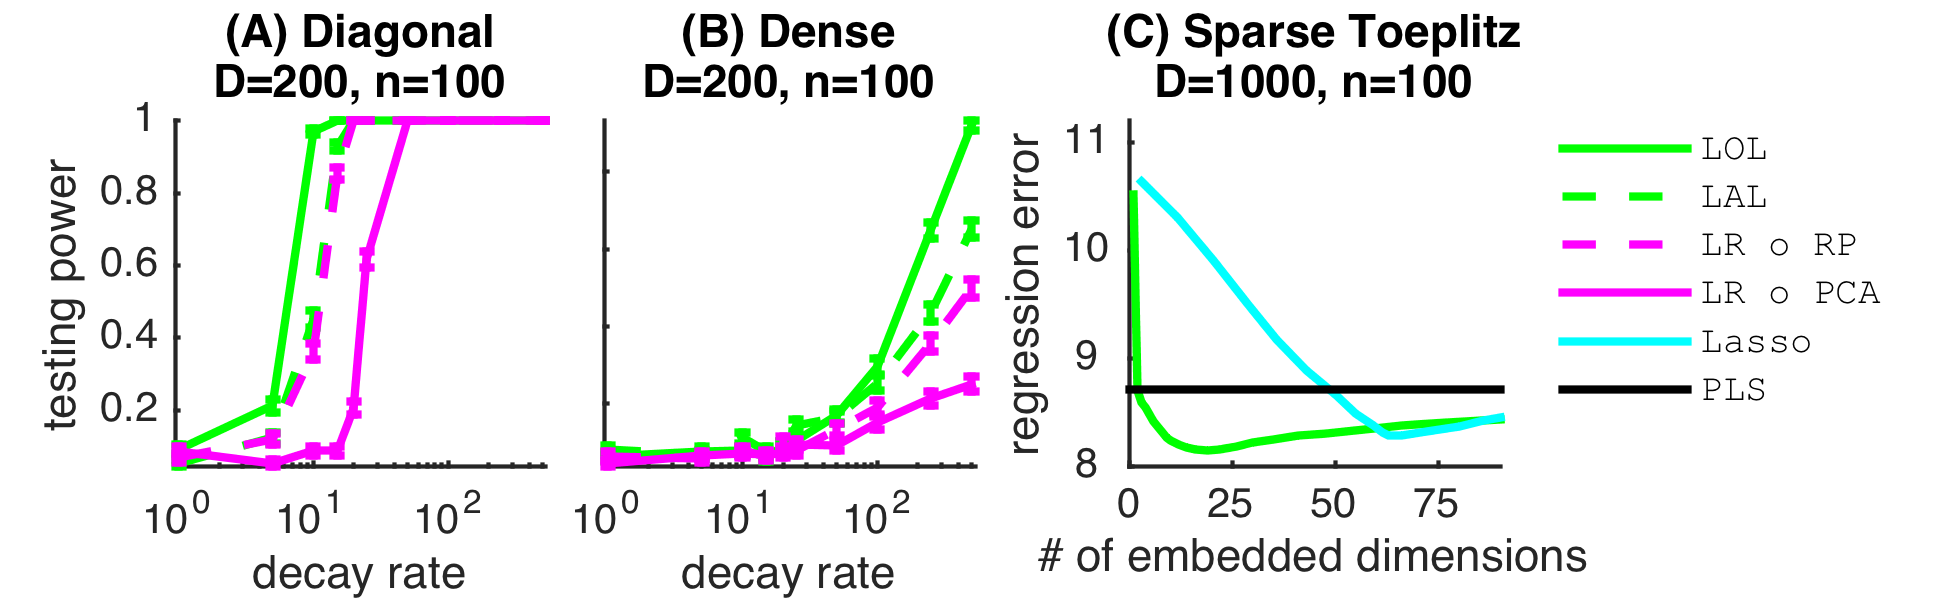 (A) Diagonal
D=200, n=100
(B) Dense
D=200, n=100
(C) Sparse Toeplitz
D=1000, n=100
testing power
1
0.8
0.6
0.4
0.2
10^0 10^1 10^2
decay rate
10^0 10^1 10^2
decay rate
regression error
11
10
9
8
0 25 50 75
# of embedded dimensions
LOL
LAL
LR o RP
LR o PCA
Lasso
PLS